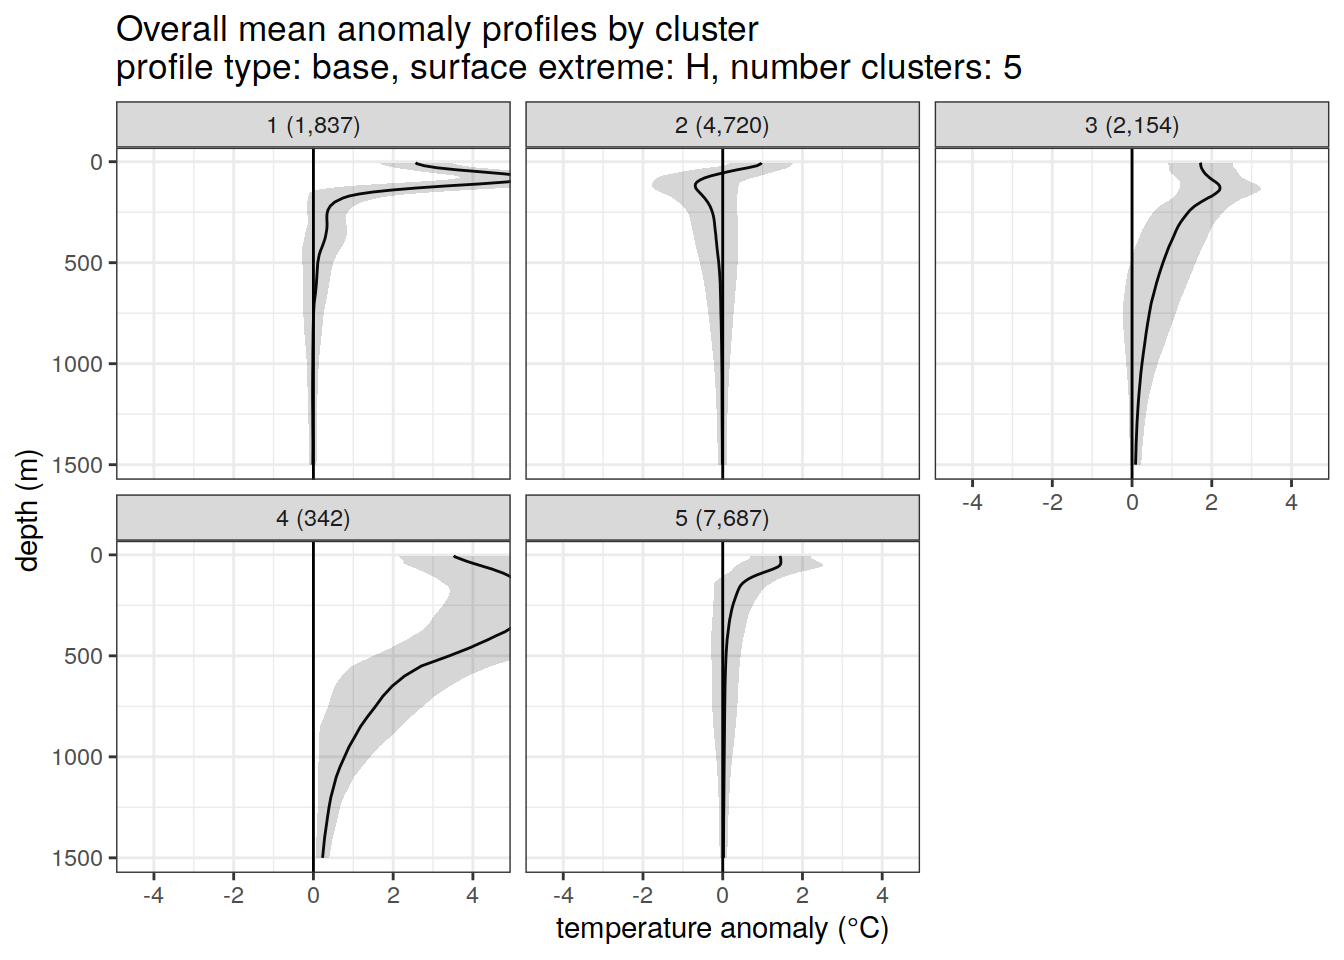 Overall mean anomaly profiles by cluster
profile type: base, surface extreme: H, number clusters: 5
1 (1,837)
2 (4,720)
3 (2,154)
0
500
1000
1500
-4 -2 0 2 4
4 (342)
5 (7,687)
0
500
1000
1500
-4 -2 0 2 4
-4 -2 0 2 4
depth (m)
temperature anomaly (°C)